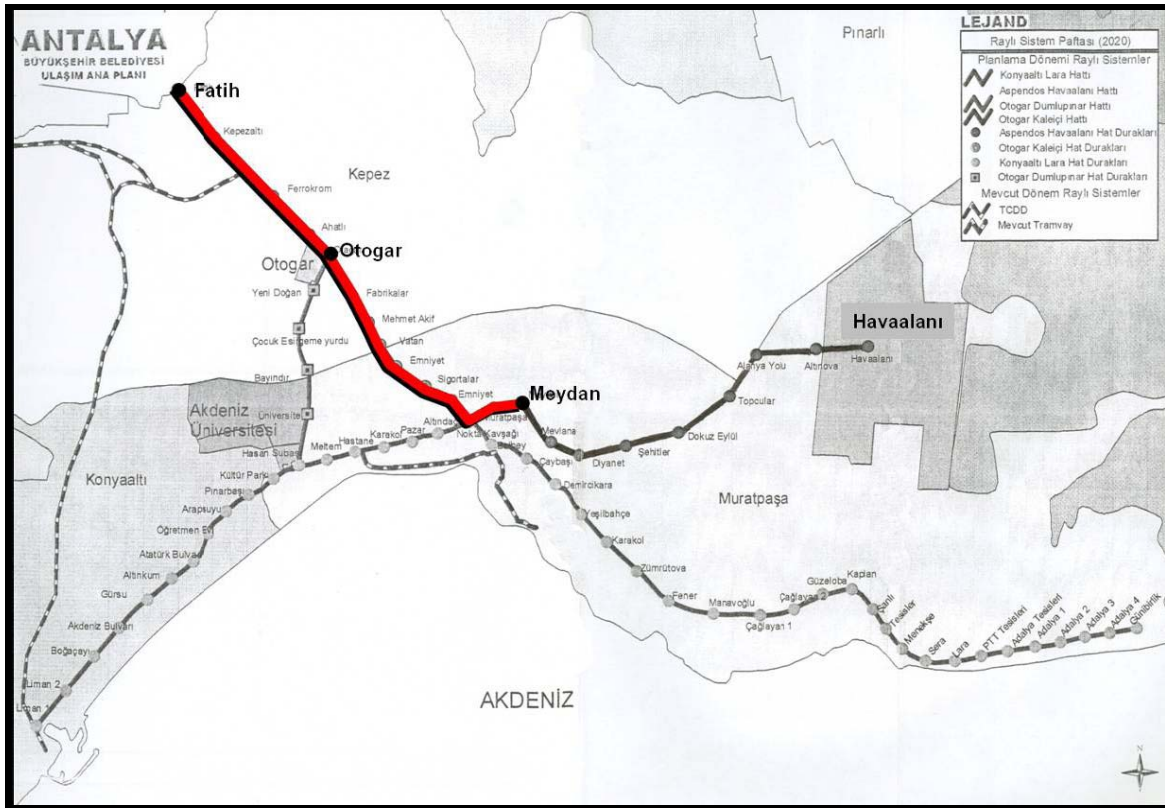 ANTALYA
BÜYÜKŞEHİR BELEDİYESİ
ULAŞIM ANA PLANI
LEJAND
Raylı Sistem Paftası (2020)
Planlama Dönemi Raylı Sistemler
Konyaaltı Lara Hattı
Aspendos Havaalanı Hattı
Otogar Dumlupınar Hattı
Otogar Kaleiçi Hattı
Aspendos Havaalanı Hat Durakları
Otogar Kaleiçi Hat Durakları
Konyaaltı Lara Hat Durakları
Otogar Dumlupınar Hat Durakları
Mevcut Dönem Raylı Sistemler
TCDD
Mevcut Tramvay
Pınarlı
Fatih
Kepezaltı
Kepez
Ferrokrom
Ahatlı
Otogar
Otogar
Yeni Doğan
Fabrikalar
Mehmet Akif
Çocuk Esirgeme yurdu
Vatan
Emniyet
Bayındır
Sigortalar
Emniyet
Havaalanı
Alanya Yolu
Altınova
Havaalanı
Meydan
Topçular
Akdeniz
Üniversitesi
Üniversite
Muratpaşa
Pazar
Karakol
Hastane
Meltem
Hasan Subaşı
Kültür Park
Pınarbaşı
Arapsuyu
Öğretmen Evi
Atatürk Bulvarı
Altınkum
Gürsu
Akdeniz Bulvarı
Boğaçayı
Liman 2
Liman 1
Konyaaltı
Mevlana
Diyanet
Şehitler
Dokuz Eylül
Çaybaşı
Demircikara
Yeşilbahçe
Karakol
Zümrütova
Fener
Manavoğlu
Çağlayan 1
Çağlayan 2
Güzeloba
Kaplan
Şanlı
Tesisler
Menekşe
Sera
Lara
PTT Tesisleri
Adalya Tesisleri
Adalya 1
Adalya 2
Adalya 3
Adalya 4
Günibirlik
Muratpaşa
AKDENİZ
N